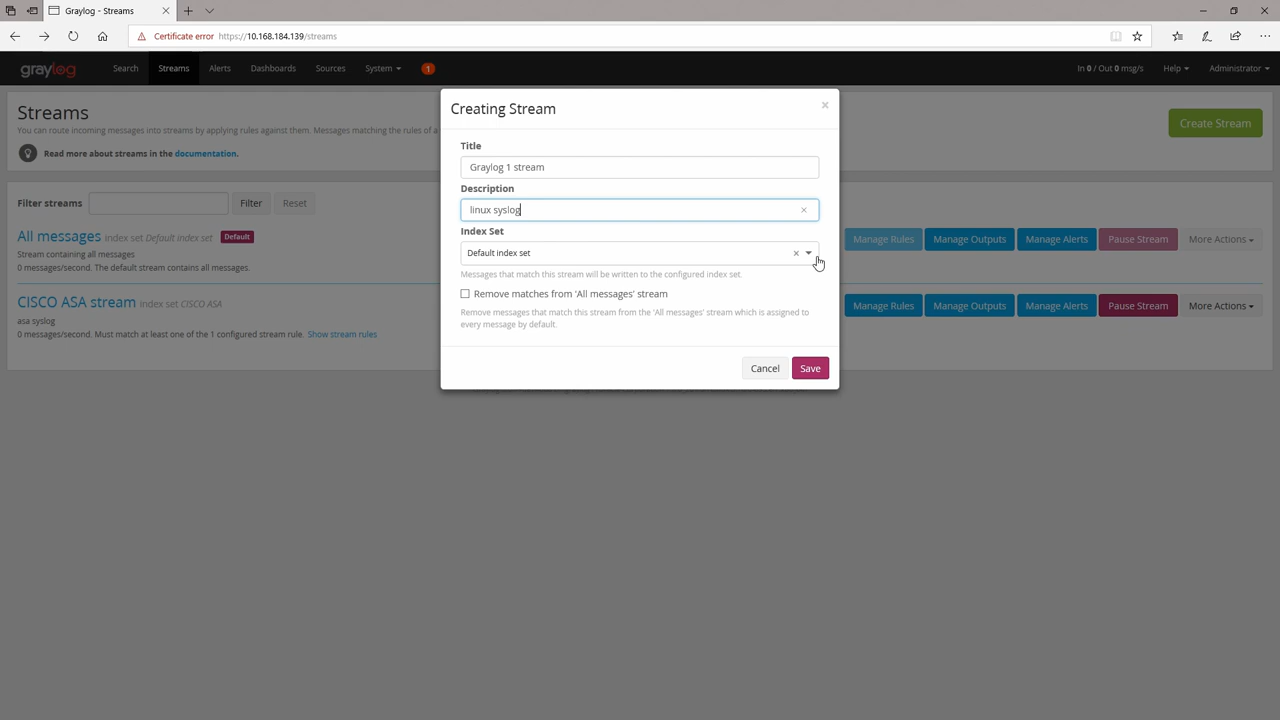 Graylog - Streams
Certificate error https://10.168.184.139/streams
graylog Search Streams Alerts Dashboards Sources System 1 In 0 / Out 0 msg/s Help Administrator
Streams
You can route incoming messages into streams by applying rules against them. Messages matching the rules of a
Read more about streams in the documentation.
Create Stream
Filter streams Filter Reset
All messages index set Default index set Default
Stream containing all messages
0 messages/second. The default stream contains all messages.
Manage Rules Manage Outputs Manage Alerts Pause Stream More Actions
CISCO ASA stream index set CISCO ASA
asa syslog
0 messages/second. Must match at least one of the 1 configured stream rule. Show stream rules
Manage Rules Manage Outputs Manage Alerts Pause Stream More Actions
Creating Stream
Title
Graylog 1 stream
Description
linux syslog
Index Set
Default index set
Messages that match this stream will be written to the configured index set.
Remove matches from 'All messages' stream
Remove messages that match this stream from the 'All messages' stream which is assigned to
every message by default.
Cancel Save